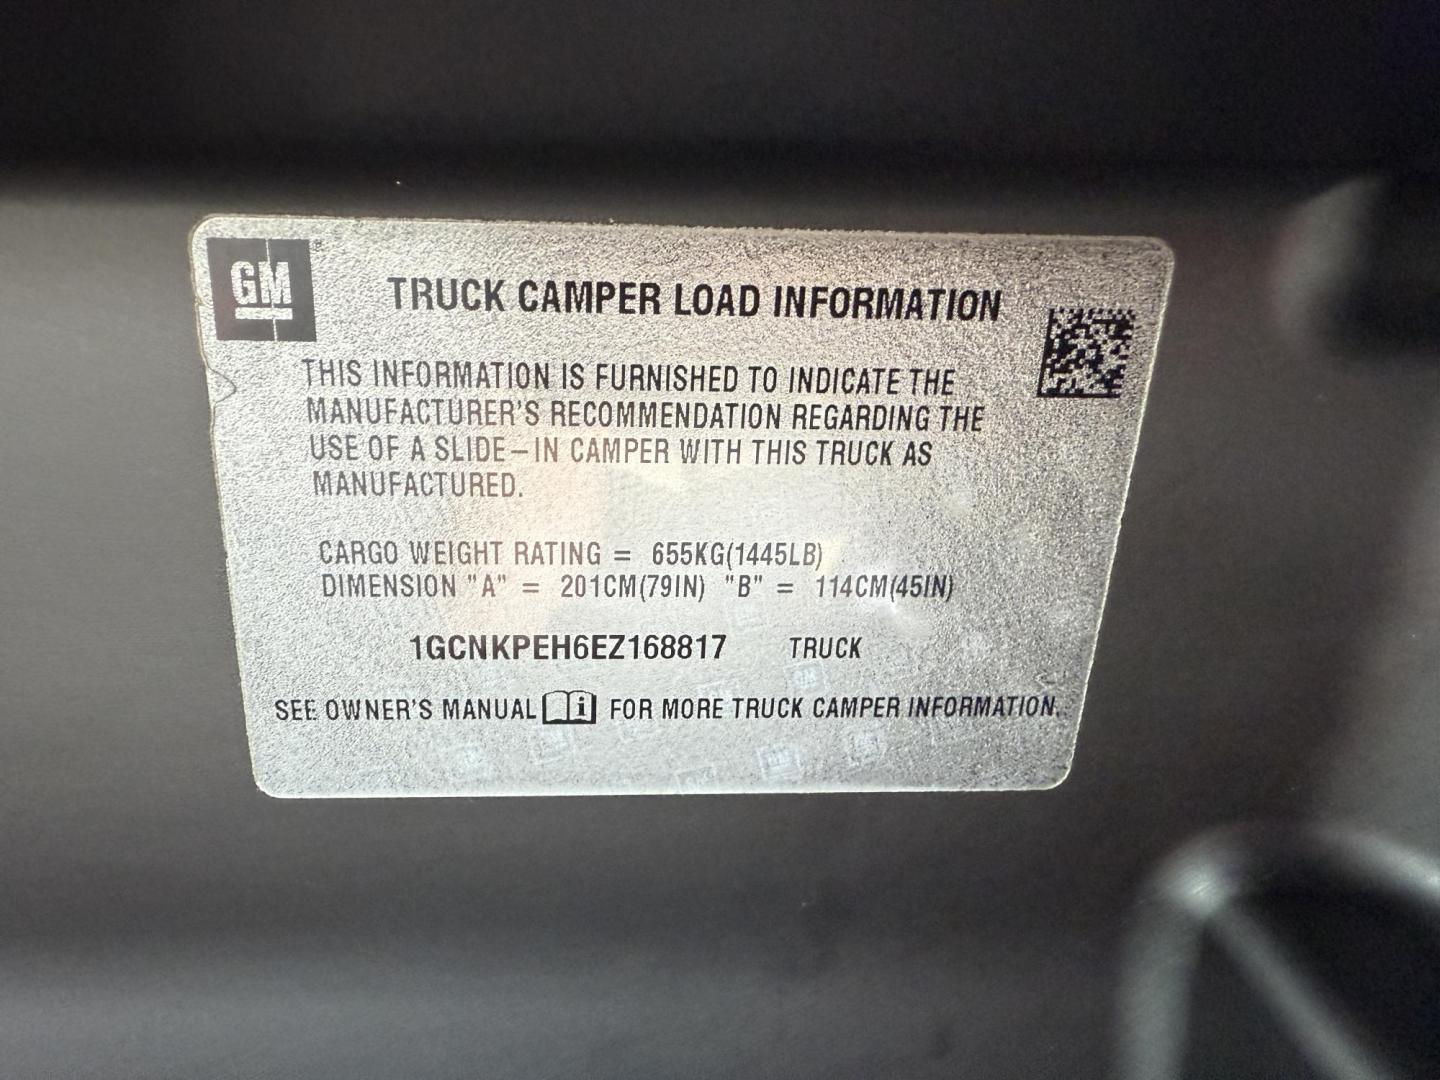 GM
TRUCK CAMPER LOAD INFORMATION
THIS INFORMATION IS FURNISHED TO INDICATE THE
MANUFACTURER'S RECOMMENDATION REGARDING THE
USE OF A SLIDE-IN CAMPER WITH THIS TRUCK AS
MANUFACTURED.
CARGO WEIGHT RATING = 655KG(1445LB)
DIMENSION "A" = 201CM(79IN) "B" = 114CM(45IN)
1GCNKPEH6EZ168817 TRUCK
SEE OWNER'S MANUAL i FOR MORE TRUCK CAMPER INFORMATION.